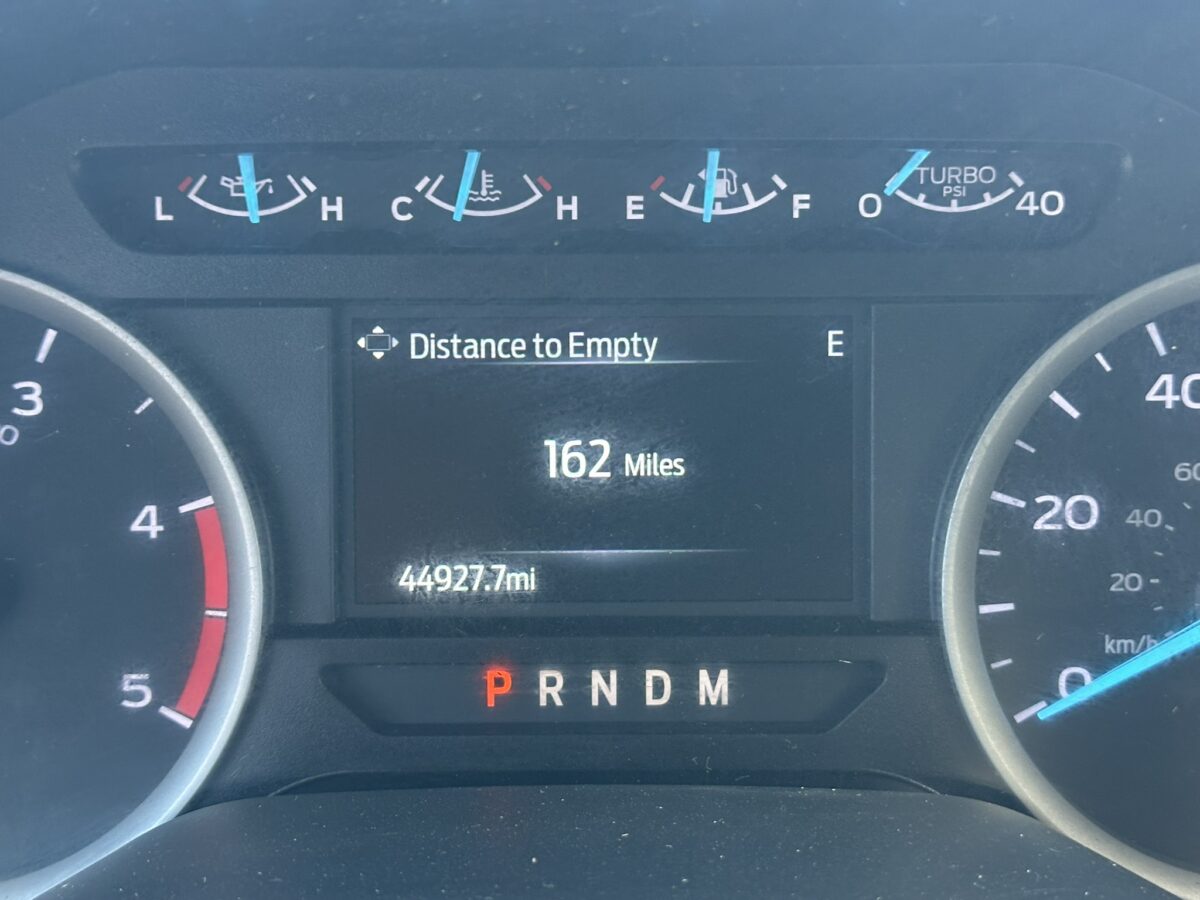 L H C H E F 0 TURBO 40
PSI
Distance to Empty E
162 Miles
44927.7mi
P R N D M
3
4
5
40
20
0
60
40
20
km/h